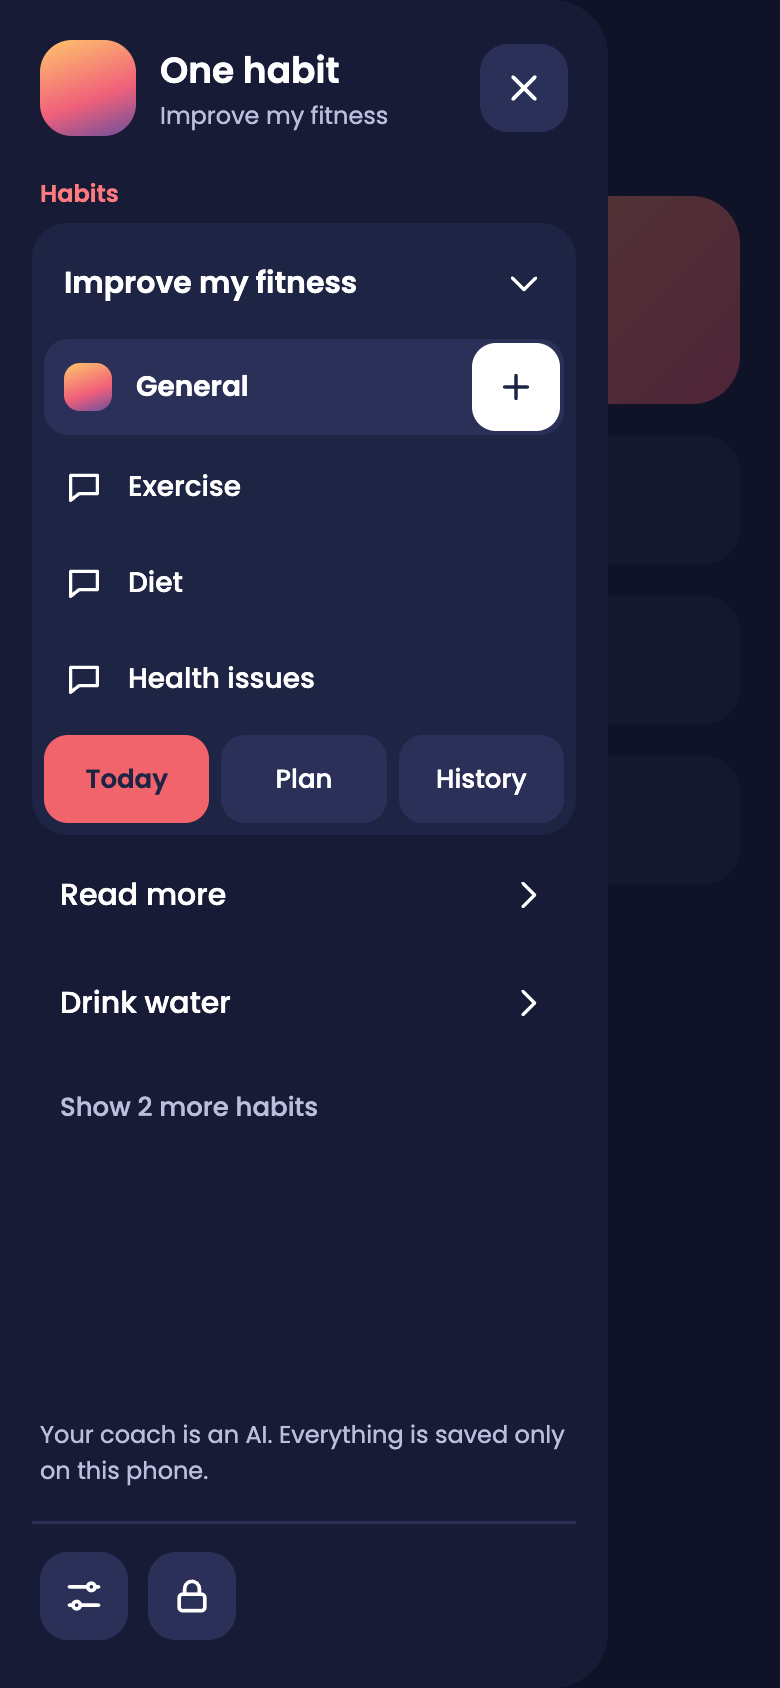 One habit
Improve my fitness
Habits
Improve my fitness
General
Exercise
Diet
Health issues
Today
Plan
History
Read more
Drink water
Show 2 more habits
Your coach is an AI. Everything is saved only
on this phone.